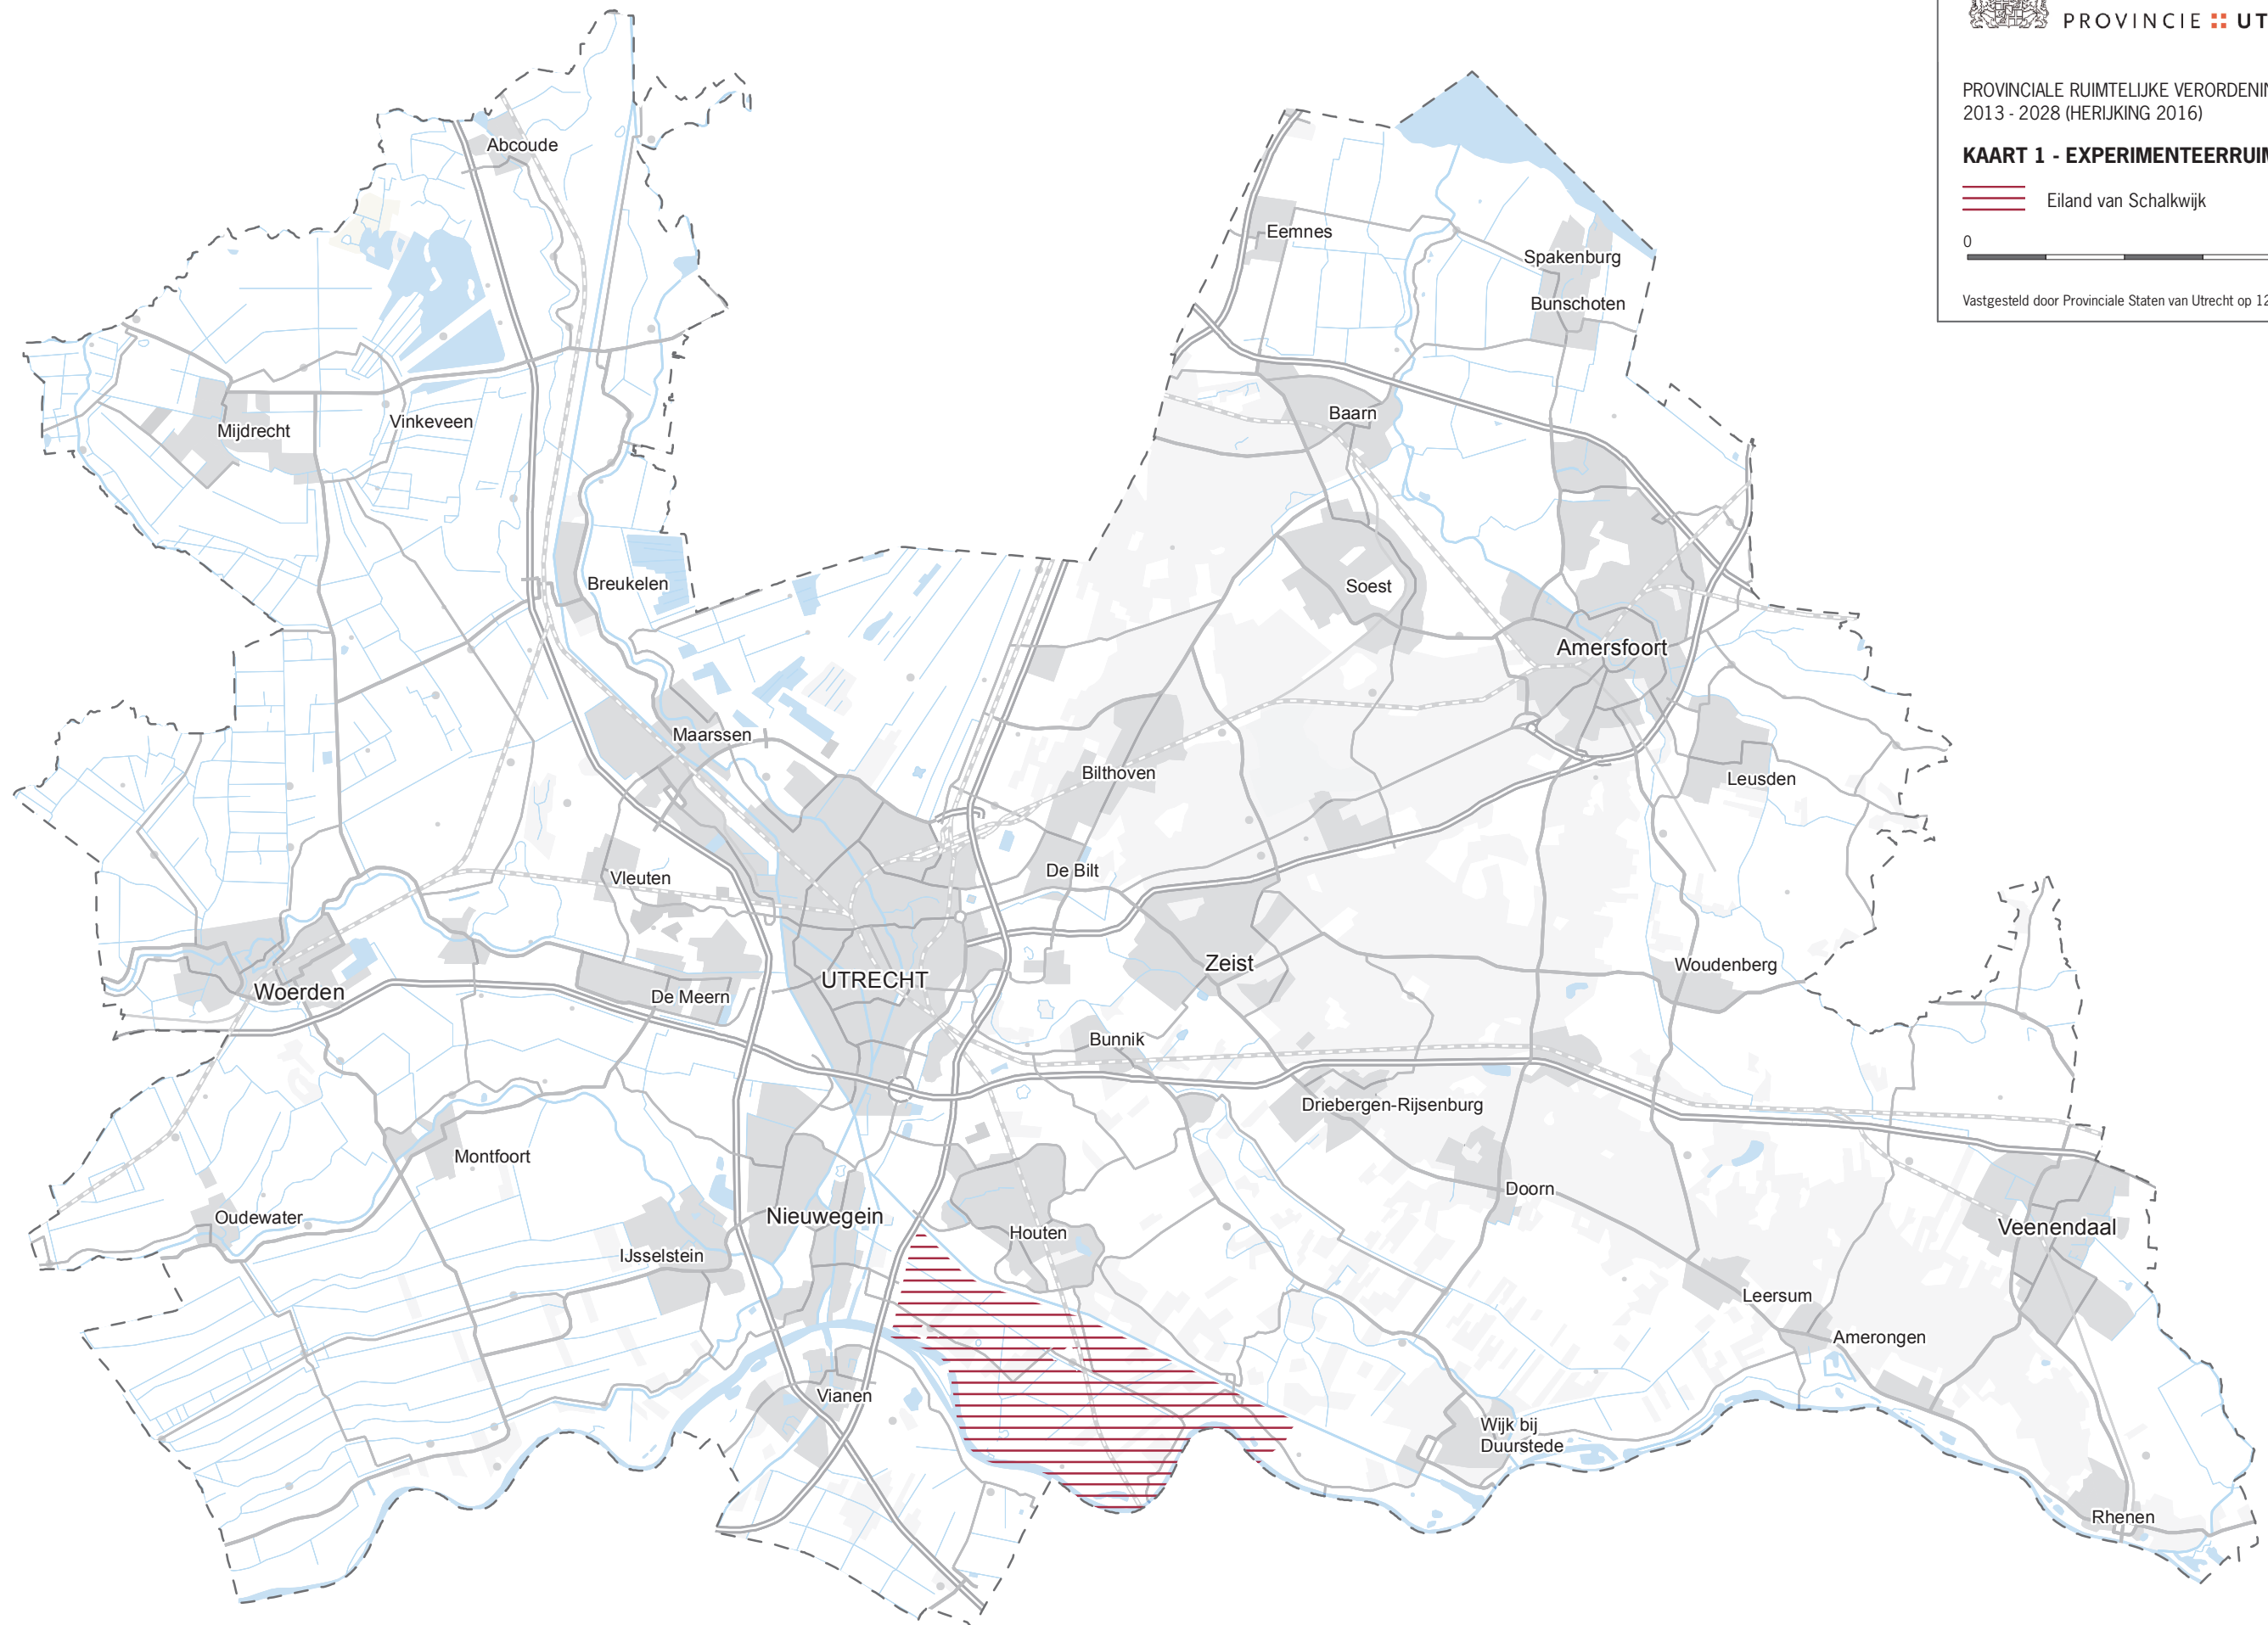 PROVINCIE UT
PROVINCIALE RUIMTELIJKE VERORDENIN
2013 - 2028 (HERIJKING 2016)
KAART 1 - EXPERIMENTEERRUIM
Eiland van Schalkwijk
0
Vastgesteld door Provinciale Staten van Utrecht op 12
Abcoude
Eemnes
Spakenburg
Bunschoten
Baarn
Vinkeveen
Mijdrecht
Breukelen
Soest
Amersfoort
Maarssen
Bilthoven
Leusden
De Bilt
Vleuten
Zeist
Woudenberg
UTRECHT
Woerden
De Meern
Bunnik
Driebergen-Rijsenburg
Montfoort
Doorn
Oudewater
Nieuwegein
Veenendaal
Houten
IJsselstein
Leersum
Amerongen
Vianen
Wijk bij
Duurstede
Rhenen